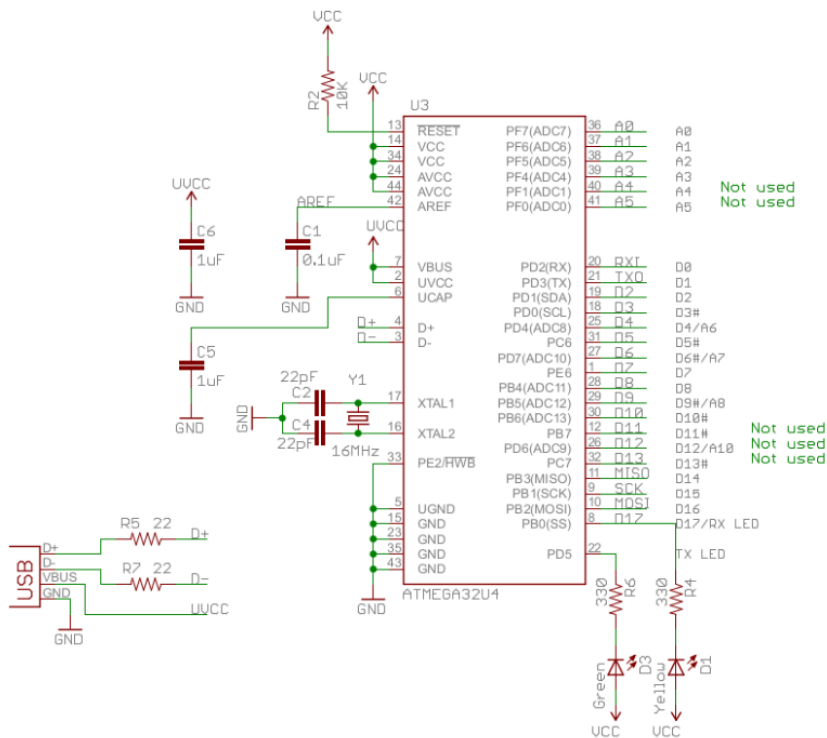 VCC
R2
10K
VCC
U3
13 RESET PF7(ADC7) 36 A0 A0
14 VCC PF6(ADC6) 37 A1 A1
34 VCC PF5(ADC5) 38 A2 A2
24 AVCC PF4(ADC4) 39 A3 A3
44 AVCC PF1(ADC1) 40 A4 A4 Not used
AREF 42 AREF PF0(ADC0) 41 A5 A5 Not used
UVCC
C6
1uF
GND
C1
0.1uF
GND
UVCC
7 VBUS PD2(RX) 20 RXI D0
2 UVCC PD3(TX) 21 TXO D1
6 UCAP PD1(SDA) 19 D2 D2
PD0(SCL) 18 D3 D3#
D+ 4 D+ PD4(ADC8) 25 D4 D4/A6
D- 3 D- PC6 31 D5 D5#
PD7(ADC10) 27 D6 D6#/A7
PE6 1 D7 D7
C5
1uF
GND
PB4(ADC11) 28 D8 D8
GND
22pF
C2
Y1
17 XTAL1 PB5(ADC12) 29 D9 D9#/A8
PB6(ADC13) 30 D10 D10#
C4
22pF
16MHz
16 XTAL2 PB7 12 D11 D11# Not used
PD6(ADC9) 26 D12 D12/A10 Not used
33 PE2/HWB PC7 32 D13 D13# Not used
PB3(MISO) 11 MISO D14
PB1(SCK) 9 SCK D15
5 UGND PB2(MOSI) 10 MOSI D16
15 GND PB0(SS) 8 D17 D17/RX LED
23 GND
35 GND PD5 22 TX LED
43 GND
GND
ATMEGA32U4
R5 22 D+
R7 22 D-
USB
D+
D-
VBUS
GND
UVCC
GND
330
R6
330
R4
Green
D3
Yellow
D1
VCC
VCC